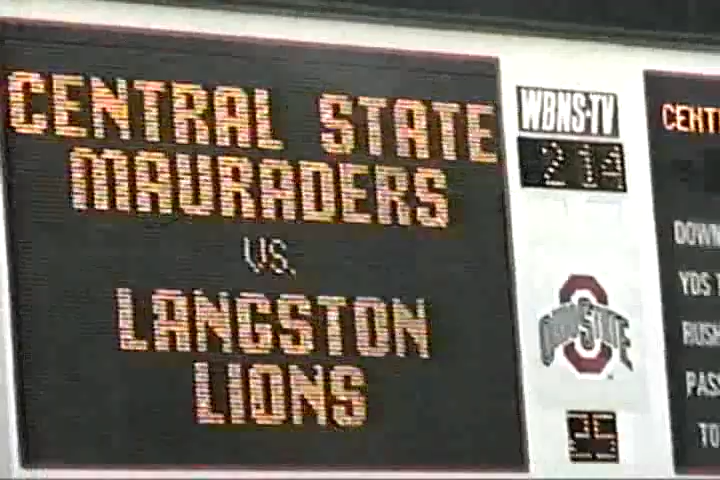 CENTRAL STATE
MAURADERS
VS.
LANGSTON
LIONS
WBNS-TV
2 14
OHIO STATE
25
CENT
DOWN
YDS
RUSH
PASS
TO